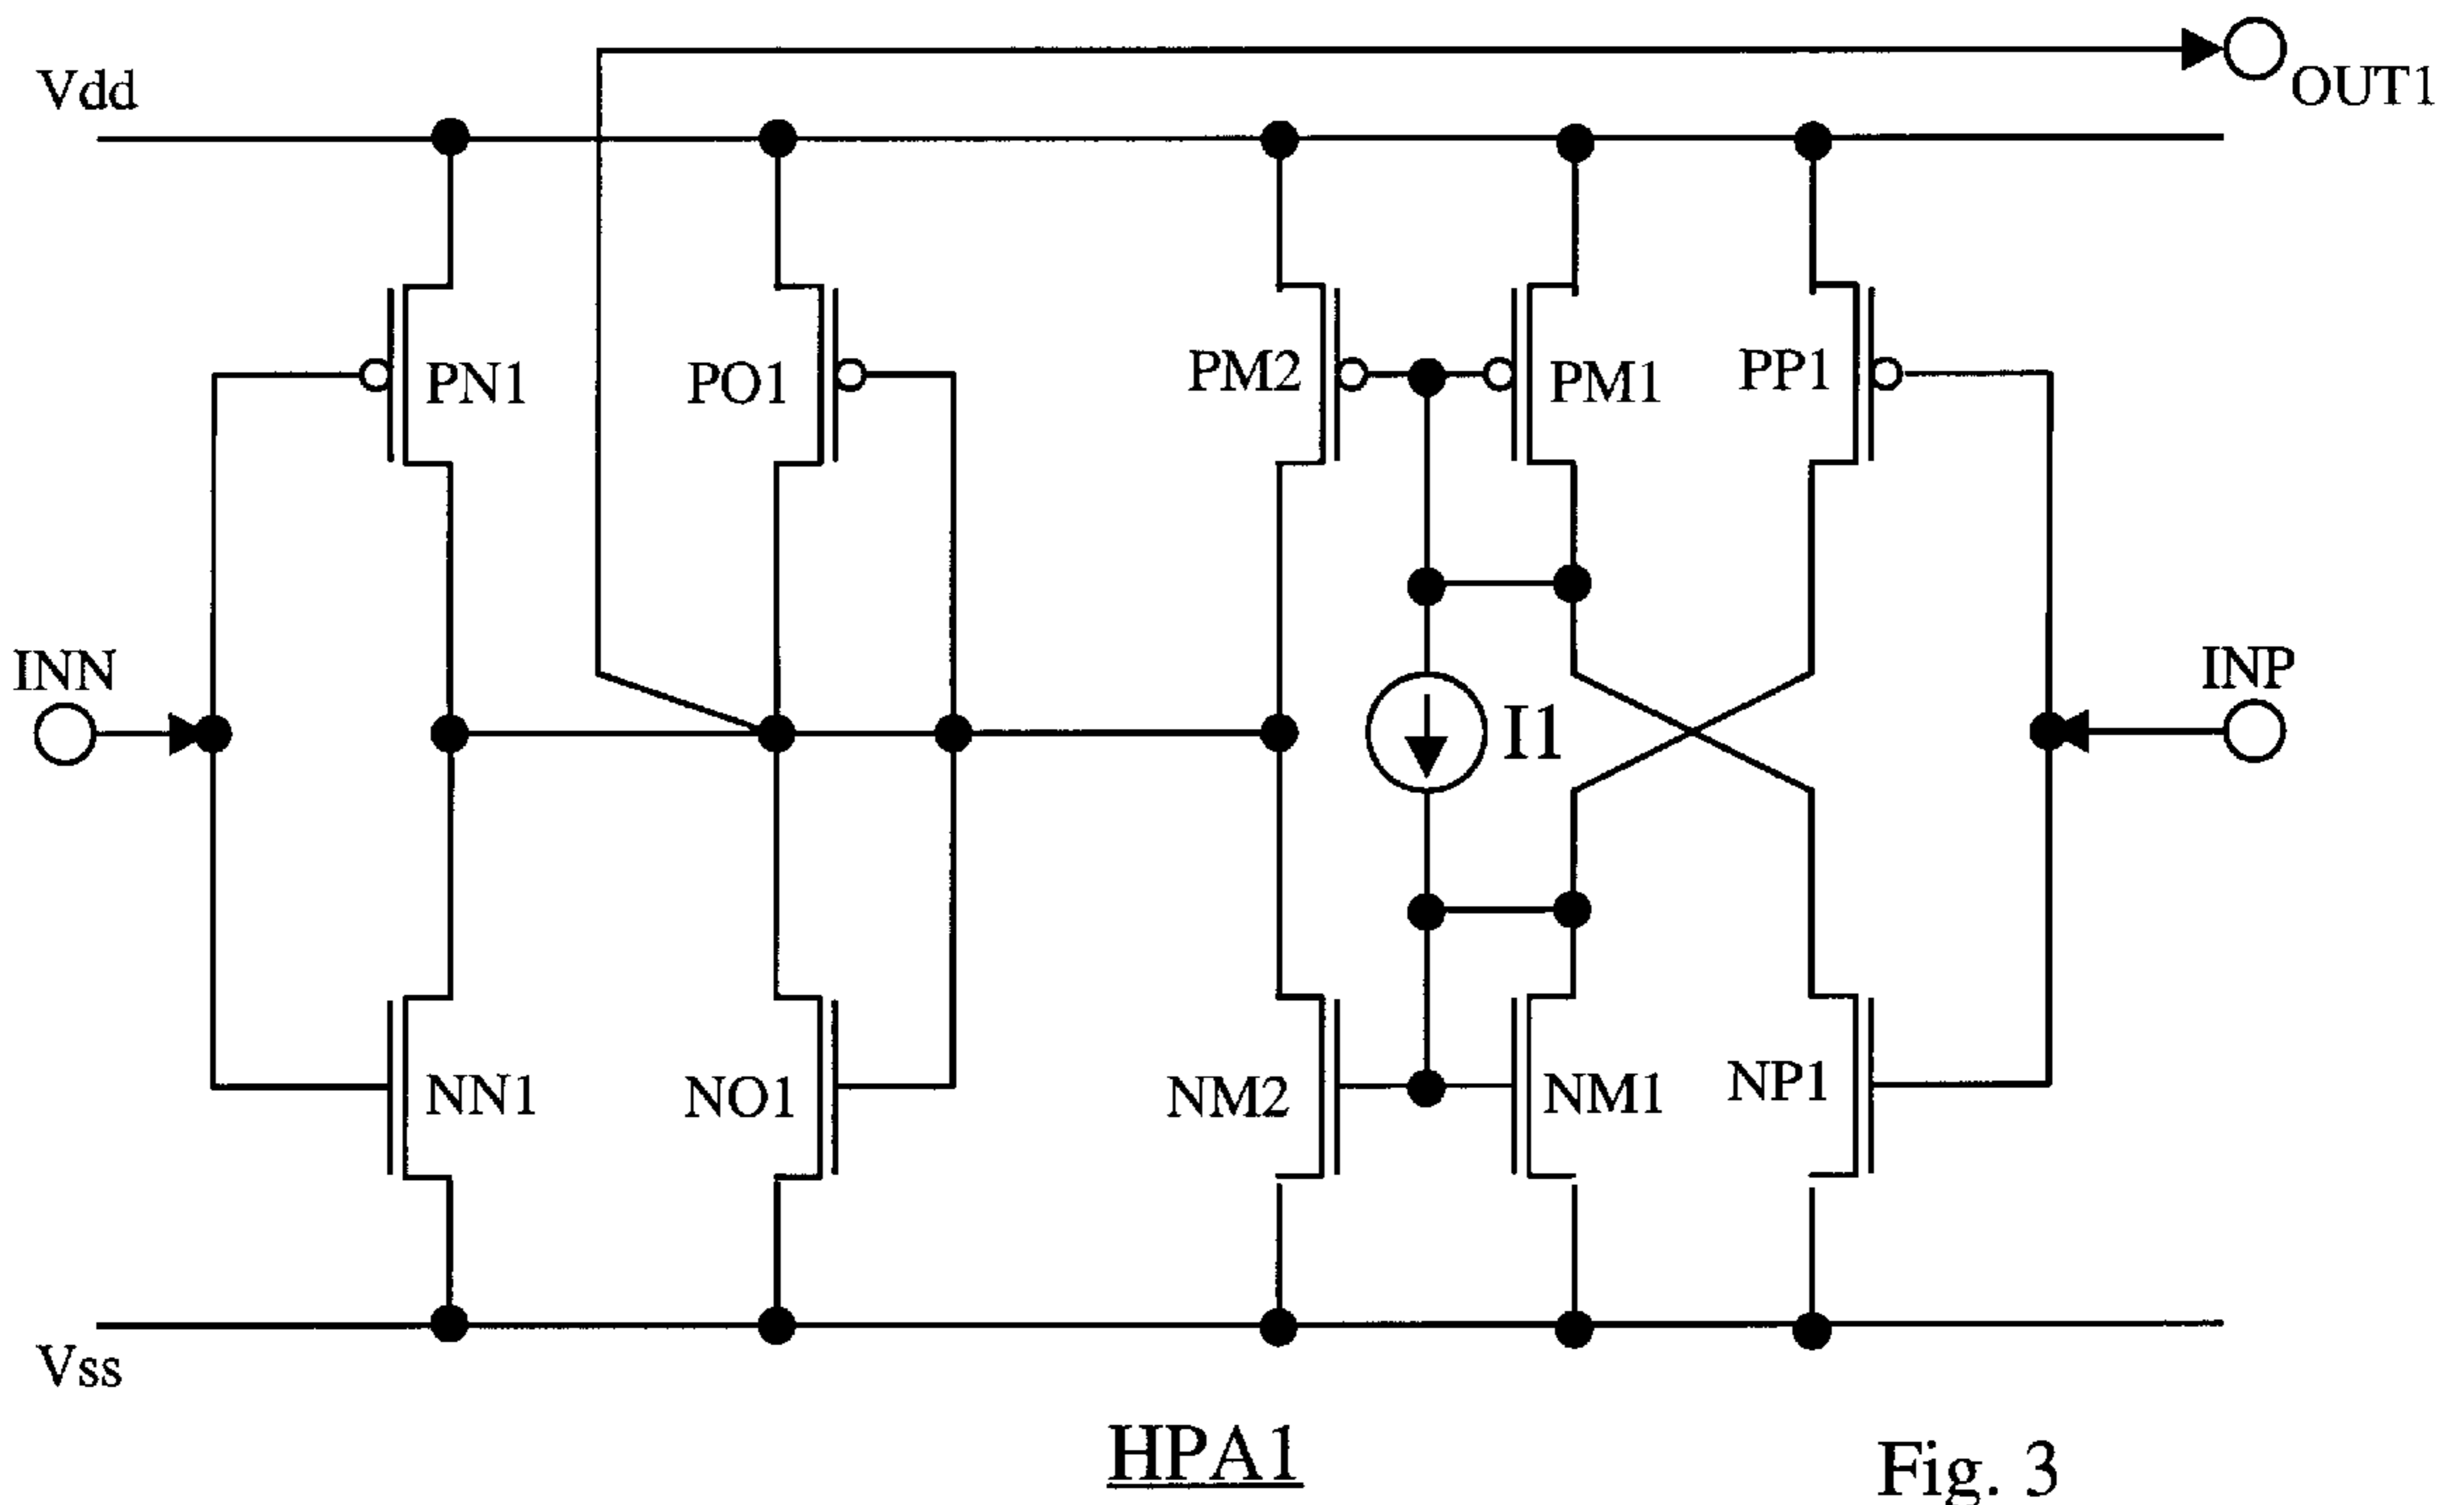 OUT1
Vdd
PN1
PO1
PM2
PM1
PP1
INN
I1
INP
NN1
NO1
NM2
NM1
NP1
Vss
HPA1
Fig. 3